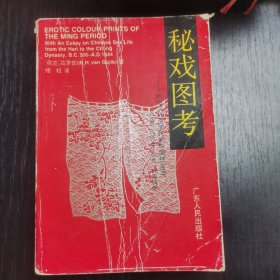 EROTIC COLOUR PRINTS OF
THE MING PERIOD
With An Essay on Chinese Sex Life
from the Han to the Ch'ing
Dynasty, B.C. 206-A.D.1644
[荷兰]高罗佩(R.H. van Gulik) 著
杨权 译
秘戏图考
广东人民出版社